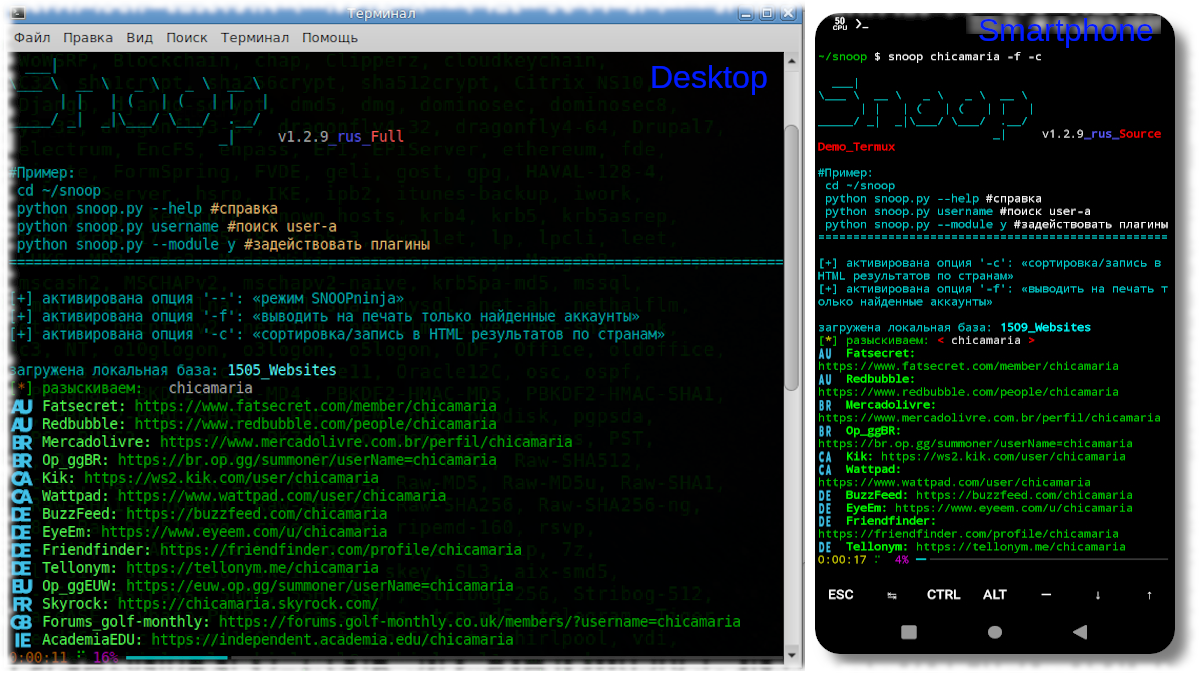 Терминал
Файл Правка Вид Поиск Терминал Помощь
Desktop
v1.2.9_rus_Full
#Пример:
cd ~/snoop
python snoop.py --help #справка
python snoop.py username #поиск user-a
python snoop.py --module y #задействовать плагины
[+] активирована опция '--': «режим SNOOPninja»
[+] активирована опция '-f': «выводить на печать только найденные аккаунты»
[+] активирована опция '-c': «сортировка/запись в HTML результатов по странам»
загружена локальная база: 1505_Websites
[*] разыскиваем: chicamaria
AU Fatsecret: https://www.fatsecret.com/member/chicamaria
AU Redbubble: https://www.redbubble.com/people/chicamaria
BR Mercadolivre: https://www.mercadolivre.com.br/perfil/chicamaria
BR Op_ggBR: https://br.op.gg/summoner/userName=chicamaria
CA Kik: https://ws2.kik.com/user/chicamaria
CA Wattpad: https://www.wattpad.com/user/chicamaria
DE BuzzFeed: https://buzzfeed.com/chicamaria
DE EyeEm: https://www.eyeem.com/u/chicamaria
DE Friendfinder: https://friendfinder.com/profile/chicamaria
DE Tellonym: https://tellonym.me/chicamaria
EU Op_ggEUW: https://euw.op.gg/summoner/userName=chicamaria
FR Skyrock: https://chicamaria.skyrock.com/
GB Forums_golf-monthly: https://forums.golf-monthly.co.uk/members/?username=chicamaria
IE AcademiaEDU: https://independent.academia.edu/chicamaria
0:00:11 16%
50
CPU
Smartphone
~/snoop $ snoop chicamaria -f -c
v1.2.9_rus_Source
Demo_Termux
#Пример:
cd ~/snoop
python snoop.py --help #справка
python snoop.py username #поиск user-a
python snoop.py --module y #задействовать плагины
[+] активирована опция '-c': «сортировка/запись в
HTML результатов по странам»
[+] активирована опция '-f': «выводить на печать т
олько найденные аккаунты»
загружена локальная база: 1509_Websites
[*] разыскиваем: < chicamaria >
AU Fatsecret:
https://www.fatsecret.com/member/chicamaria
AU Redbubble:
https://www.redbubble.com/people/chicamaria
BR Mercadolivre:
https://www.mercadolivre.com.br/perfil/chicamaria
BR Op_ggBR:
https://br.op.gg/summoner/userName=chicamaria
CA Kik: https://ws2.kik.com/user/chicamaria
CA Wattpad:
https://www.wattpad.com/user/chicamaria
DE BuzzFeed: https://buzzfeed.com/chicamaria
DE EyeEm: https://www.eyeem.com/u/chicamaria
DE Friendfinder:
https://friendfinder.com/profile/chicamaria
DE Tellonym: https://tellonym.me/chicamaria
0:00:17 4%
ESC CTRL ALT — ↓ ↑